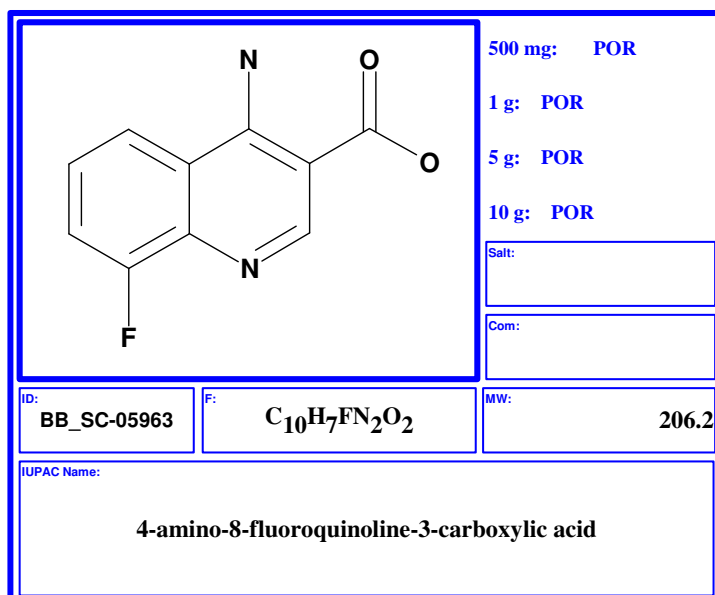 N
O
O
N
F
500 mg: POR
1 g: POR
5 g: POR
10 g: POR
Salt:
Com:
ID:
BB_SC-05963
F:
C10H7FN2O2
MW:
206.2
IUPAC Name:
4-amino-8-fluoroquinoline-3-carboxylic acid